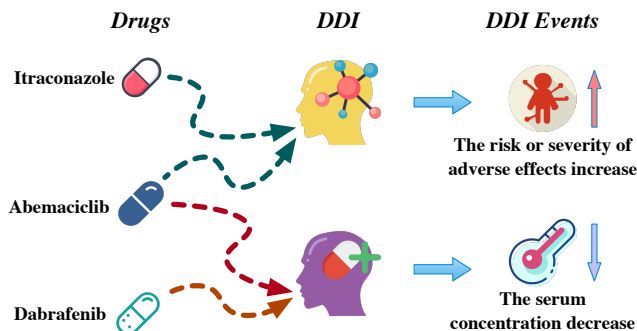 Drugs
DDI
DDI Events
Itraconazole
The risk or severity of
adverse effects increase
Abemaciclib
Dabrafenib
The serum
concentration decrease